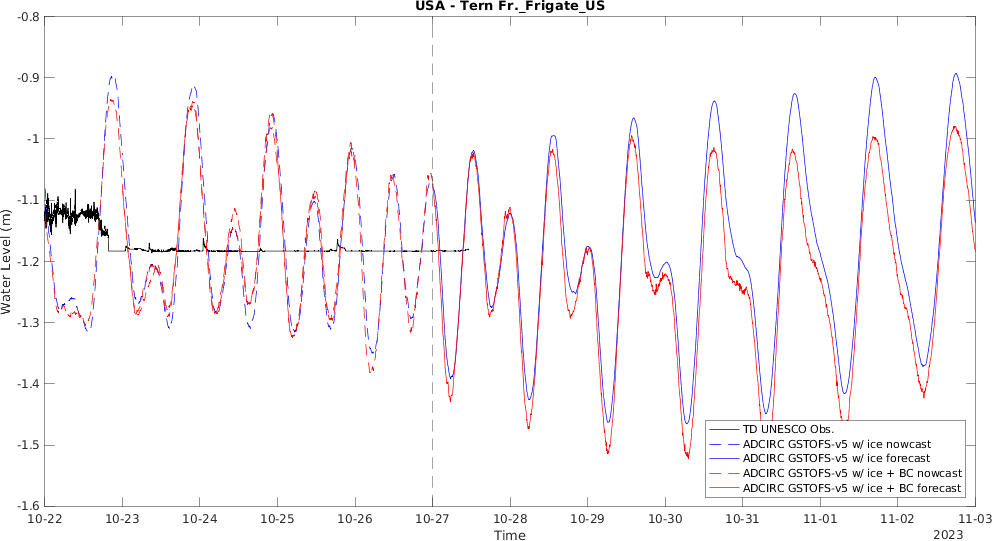 USA - Tern Fr._Frigate_US
-0.8
-0.9
-1
-1.1
-1.2
-1.3
-1.4
-1.5
-1.6
Water Level (m)
TD UNESCO Obs.
ADCIRC GSTOFS-v5 w/ ice nowcast
ADCIRC GSTOFS-v5 w/ ice forecast
ADCIRC GSTOFS-v5 w/ ice + BC nowcast
ADCIRC GSTOFS-v5 w/ ice + BC forecast
10-22 10-23 10-24 10-25 10-26 10-27 10-28 10-29 10-30 10-31 11-01 11-02 11-03
Time
2023